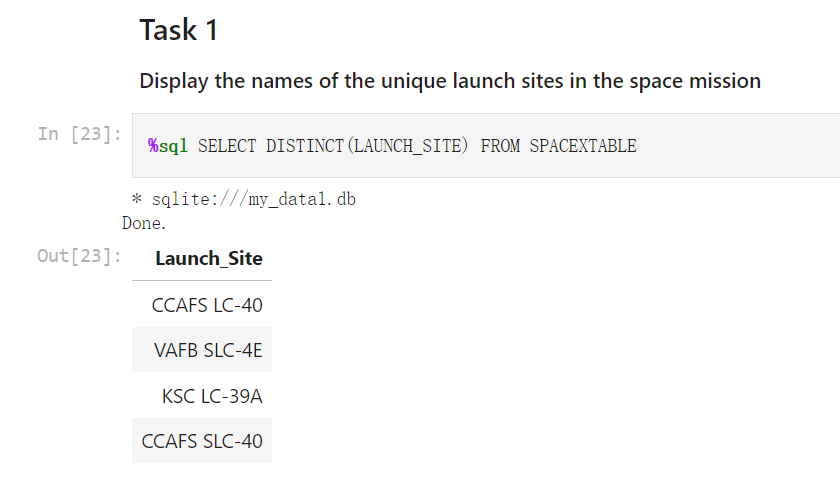 Task 1
Display the names of the unique launch sites in the space mission
In [23]: %sql SELECT DISTINCT(LAUNCH_SITE) FROM SPACEXTABLE
* sqlite:///my_data1.db
Done.
Out[23]: Launch_Site
CCAFS LC-40
VAFB SLC-4E
KSC LC-39A
CCAFS SLC-40